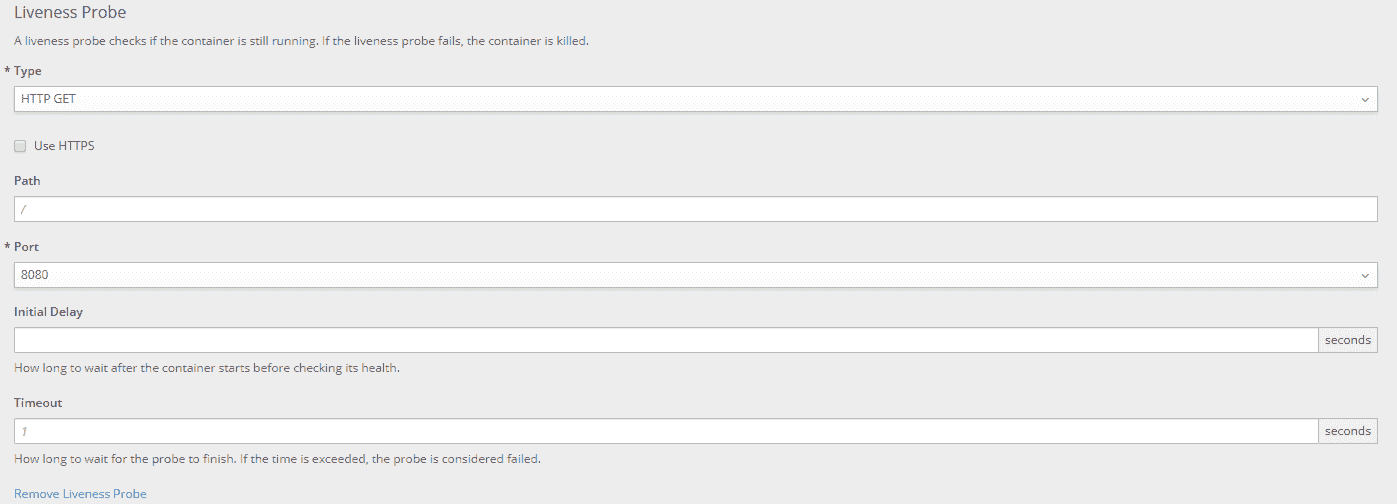 Liveness Probe
A liveness probe checks if the container is still running. If the liveness probe fails, the container is killed.
* Type
HTTP GET
Use HTTPS
Path
/
* Port
8080
Initial Delay
seconds
How long to wait after the container starts before checking its health.
Timeout
1 seconds
How long to wait for the probe to finish. If the time is exceeded, the probe is considered failed.
Remove Liveness Probe